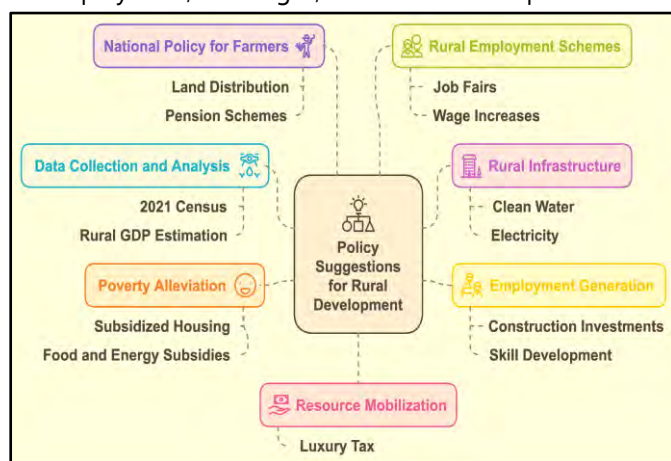 National Policy for Farmers
Land Distribution
Pension Schemes
Rural Employment Schemes
Job Fairs
Wage Increases
Data Collection and Analysis
2021 Census
Rural GDP Estimation
Rural Infrastructure
Clean Water
Electricity
Policy
Suggestions
for Rural
Development
Poverty Alleviation
Subsidized Housing
Food and Energy Subsidies
Employment Generation
Construction Investments
Skill Development
Resource Mobilization
Luxury Tax